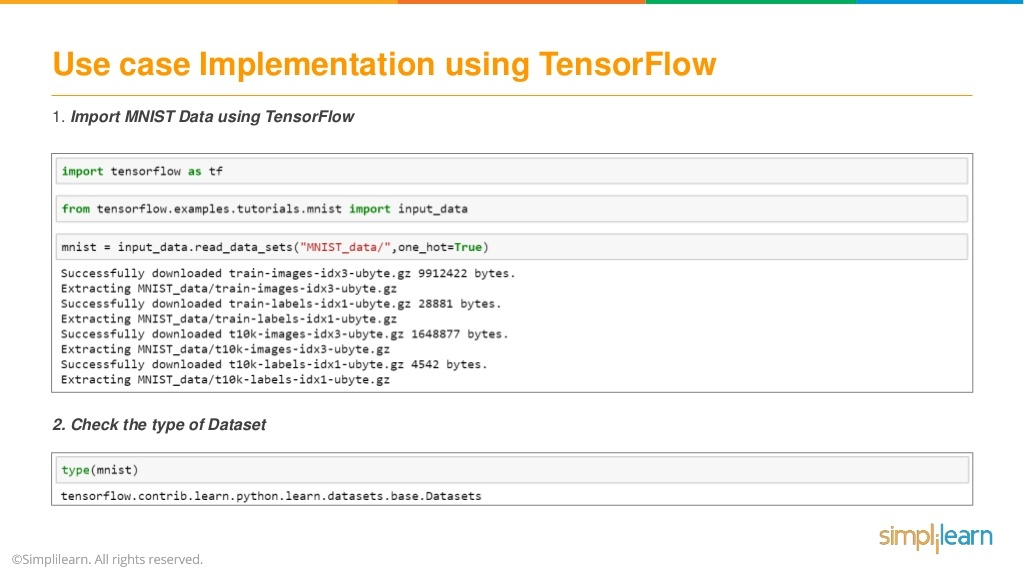 Use case Implementation using TensorFlow
1. Import MNIST Data using TensorFlow
import tensorflow as tf
from tensorflow.examples.tutorials.mnist import input_data
mnist = input_data.read_data_sets("MNIST_data/",one_hot=True)
Successfully downloaded train-images-idx3-ubyte.gz 9912422 bytes.
Extracting MNIST_data/train-images-idx3-ubyte.gz
Successfully downloaded train-labels-idx1-ubyte.gz 28881 bytes.
Extracting MNIST_data/train-labels-idx1-ubyte.gz
Successfully downloaded t10k-images-idx3-ubyte.gz 1648877 bytes.
Extracting MNIST_data/t10k-images-idx3-ubyte.gz
Successfully downloaded t10k-labels-idx1-ubyte.gz 4542 bytes.
Extracting MNIST_data/t10k-labels-idx1-ubyte.gz
2. Check the type of Dataset
type(mnist)
tensorflow.contrib.learn.python.learn.datasets.base.Datasets
simplilearn
©Simplilearn. All rights reserved.